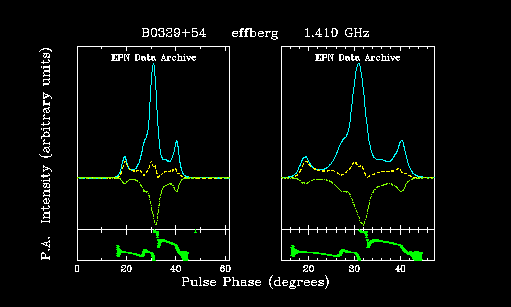 B0329+54 effberg 1.410 GHz
EPN Data Archive EPN Data Archive
Intensity (arbitrary units)
P.A.
0 20 40 60 20 30 40
Pulse Phase (degrees)